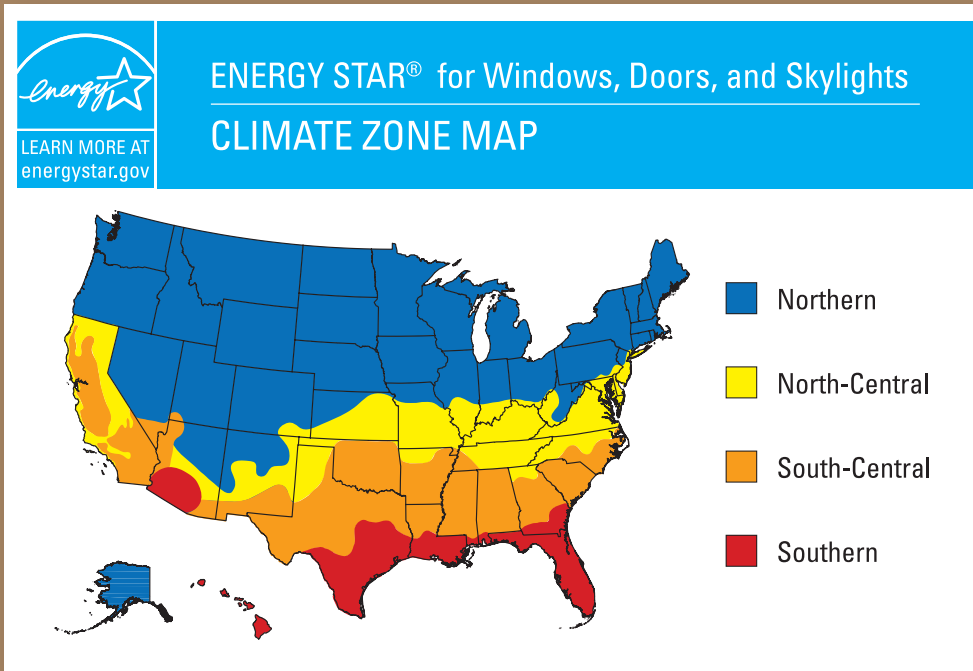 energy
LEARN MORE AT
energystar.gov
ENERGY STAR® for Windows, Doors, and Skylights
CLIMATE ZONE MAP
Northern
North-Central
South-Central
Southern